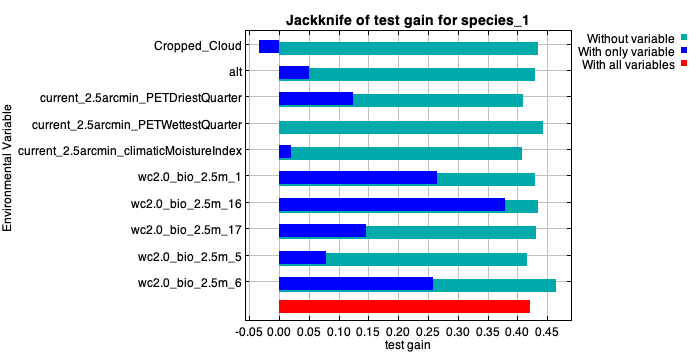 Jackknife of test gain for species_1
Without variable
With only variable
With all variables
Environmental Variable
Cropped_Cloud
alt
current_2.5arcmin_PETDriestQuarter
current_2.5arcmin_PETWettestQuarter
current_2.5arcmin_climaticMoistureIndex
wc2.0_bio_2.5m_1
wc2.0_bio_2.5m_16
wc2.0_bio_2.5m_17
wc2.0_bio_2.5m_5
wc2.0_bio_2.5m_6
-0.05 0.00 0.05 0.10 0.15 0.20 0.25 0.30 0.35 0.40 0.45
test gain